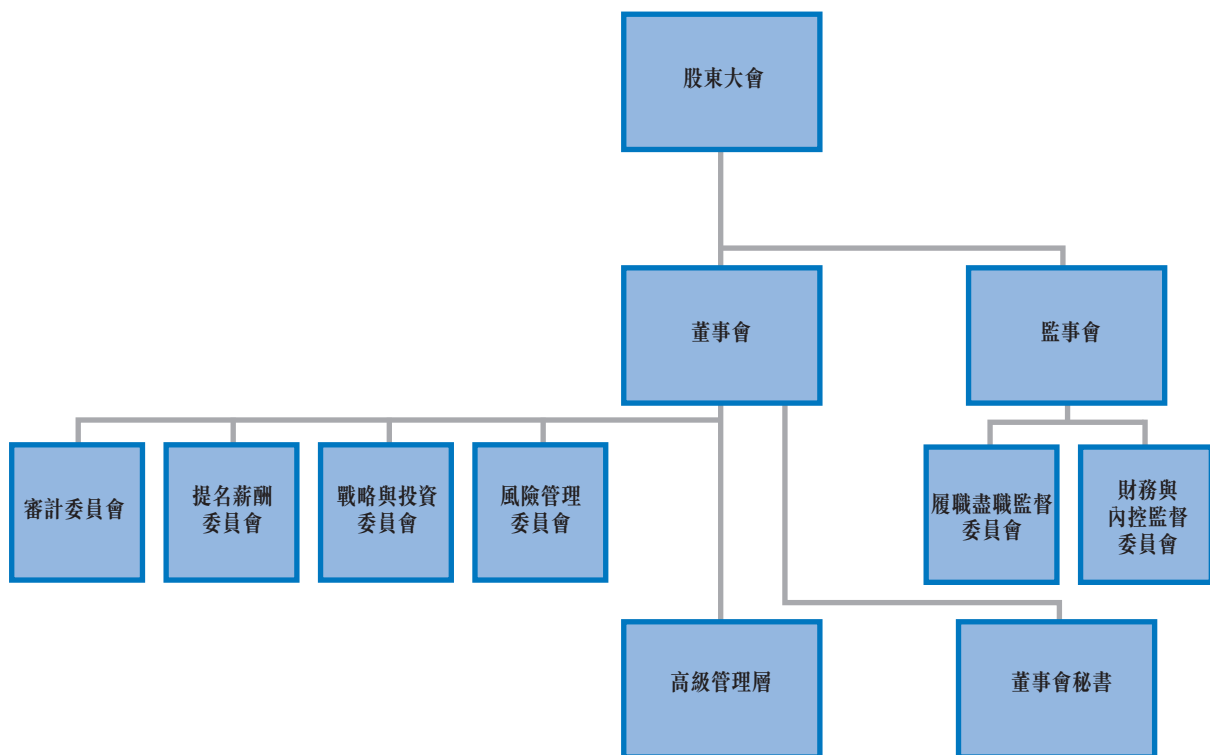 股東大會
董事會
監事會
審計委員會
提名薪酬
委員會
戰略與投資
委員會
風險管理
委員會
履職盡職監督
委員會
財務與
內控監督
委員會
高級管理層
董事會秘書